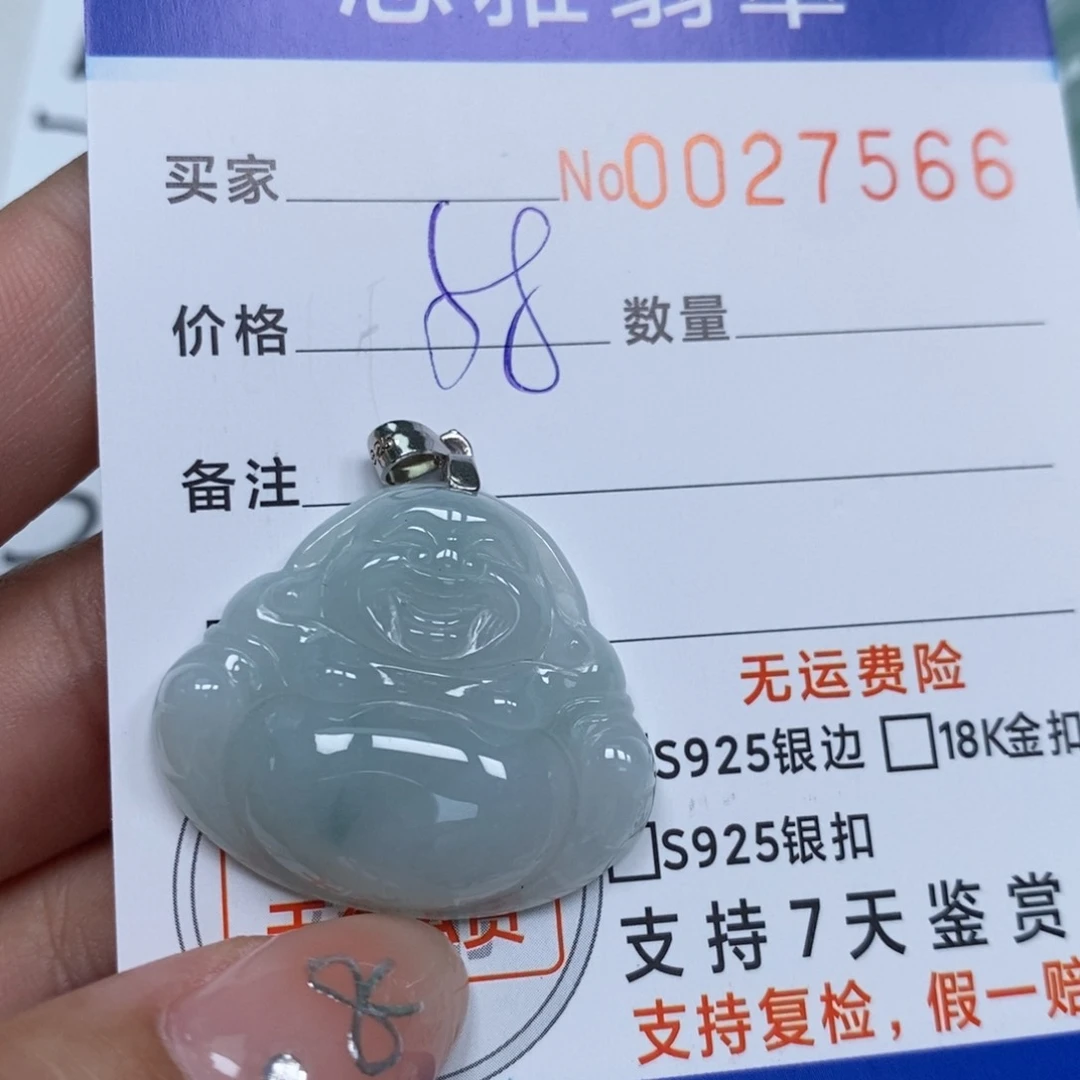 翡翠
买家 No0027566
价格 88 数量
备注
无运费险
S925银边 □18K金扣
□S925银扣
支持7天鉴赏
支持复检，假一赔